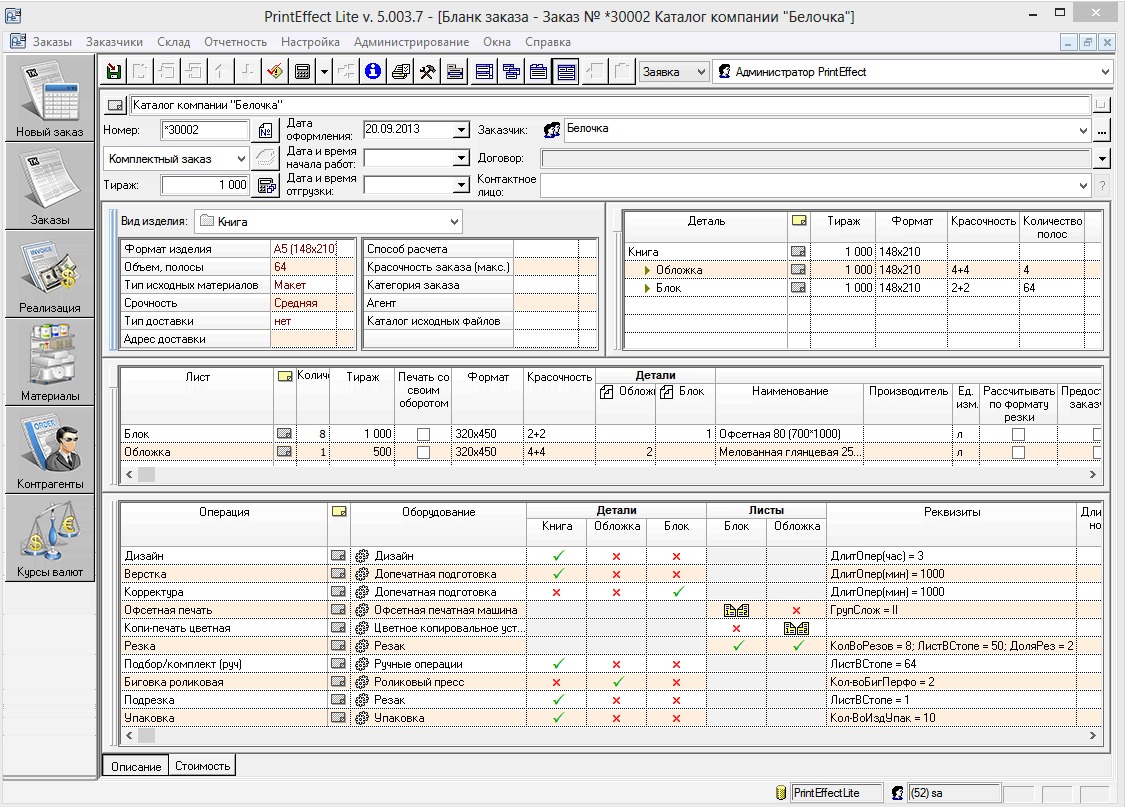 PrintEffect Lite v. 5.003.7 - [Бланк заказа - Заказ № *30002 Каталог компании "Белочка"]
Заказы Заказчики Склад Отчетность Настройка Администрирование Окна Справка
Заявка Администратор PrintEffect
Новый заказ
Заказы
Реализация
Материалы
Контрагенты
Курсы валют
Каталог компании "Белочка"
Номер: *30002 № Дата оформления: 20.09.2013 Заказчик: Белочка ...
Комплектный заказ Дата и время начала работ: Договор:
Тираж: 1 000 Дата и время отгрузки: Контактное лицо: ?
Вид изделия: Книга
Формат изделия A5 (148x210) Способ расчета
Объем, полосы 64 Красочность заказа (макс.)
Тип исходных материалов Макет Категория заказа
Срочность Средняя Агент
Тип доставки нет Каталог исходных файлов
Адрес доставки
Деталь Тираж Формат Красочность Количество полос
Книга 1 000 148x210
Обложка 1 000 148x210 4+4 4
Блок 1 000 148x210 2+2 64
Лист Количе Тираж Печать со своим оборотом Формат Красочность Детали
Обложк Блок Наименование Производитель Ед. изм. Рассчитывать по формату резки Предост заказч
Блок 8 1 000 320x450 2+2 1 Офсетная 80 (700*1000) л
Обложка 1 500 320x450 4+4 2 Мелованная глянцевая 25... л
Операция Оборудование Детали Листы Реквизиты Дли но
Книга Обложка Блок Блок Обложка
Дизайн Дизайн ДлитОпер(час) = 3
Верстка Допечатная подготовка ДлитОпер(мин) = 1000
Корректура Допечатная подготовка ДлитОпер(мин) = 1000
Офсетная печать Офсетная печатная машина ГрупСлож = II
Копи-печать цветная Цветное копировальное уст...
Резка Резак КолВоРезов = 8; ЛистВСтопе = 50; ДоляРез = 2
Подбор/комплект (руч) Ручные операции ЛистВСтопе = 64
Биговка роликовая Роликовый пресс Кол-воБигПерфо = 2
Подрезка Резак ЛистВСтопе = 1
Упаковка Упаковка Кол-ВоИздУпак = 10
Описание Стоимость
PrintEffectLite (52) sa